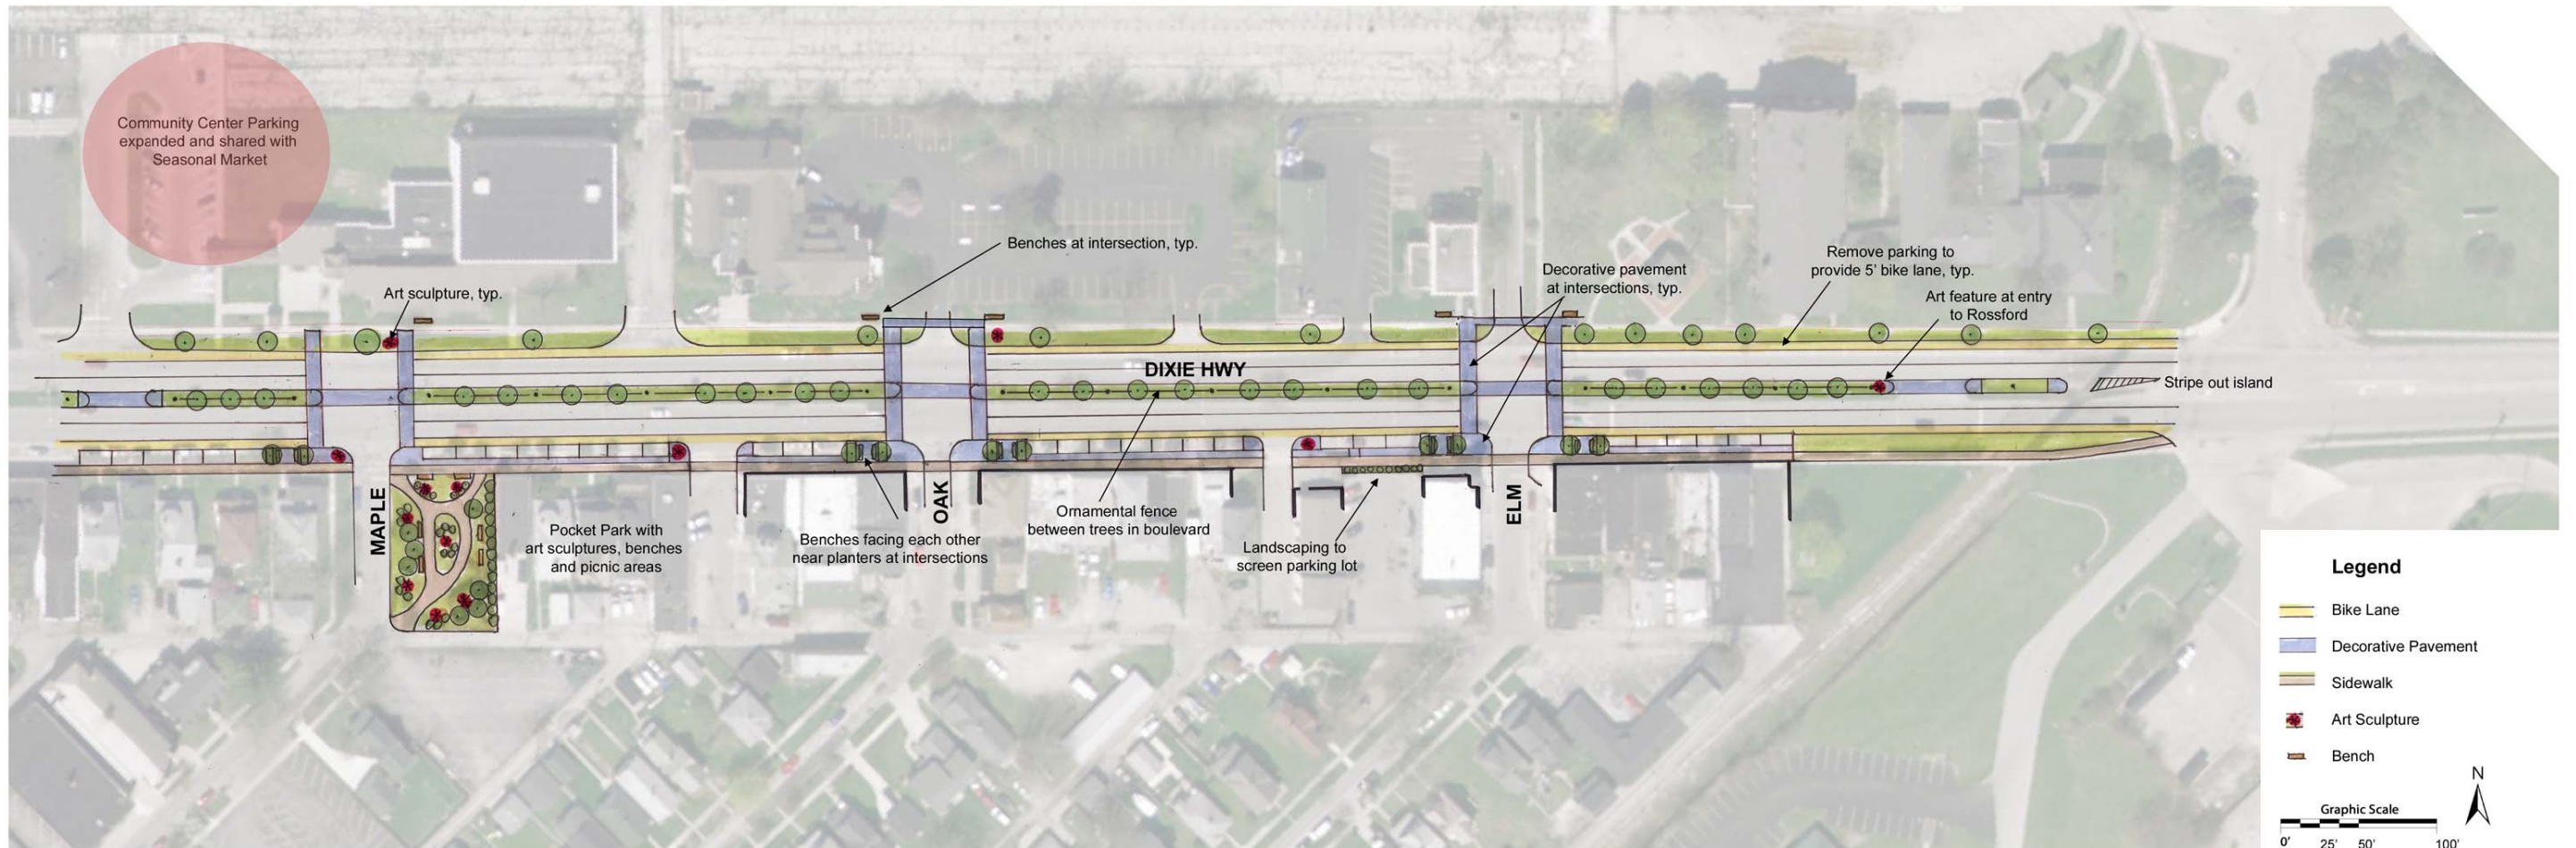 Community Center Parking
expanded and shared with
Seasonal Market
Benches at intersection, typ.
Art sculpture, typ.
Decorative pavement
at intersections, typ.
Remove parking to
provide 5' bike lane, typ.
Art feature at entry
to Rossford
DIXIE HWY
Stripe out island
MAPLE
OAK
ELM
Pocket Park with
art sculptures, benches
and picnic areas
Benches facing each other
near planters at intersections
Ornamental fence
between trees in boulevard
Landscaping to
screen parking lot
Legend
Bike Lane
Decorative Pavement
Sidewalk
Art Sculpture
Bench
N
Graphic Scale
0' 25' 50' 100'